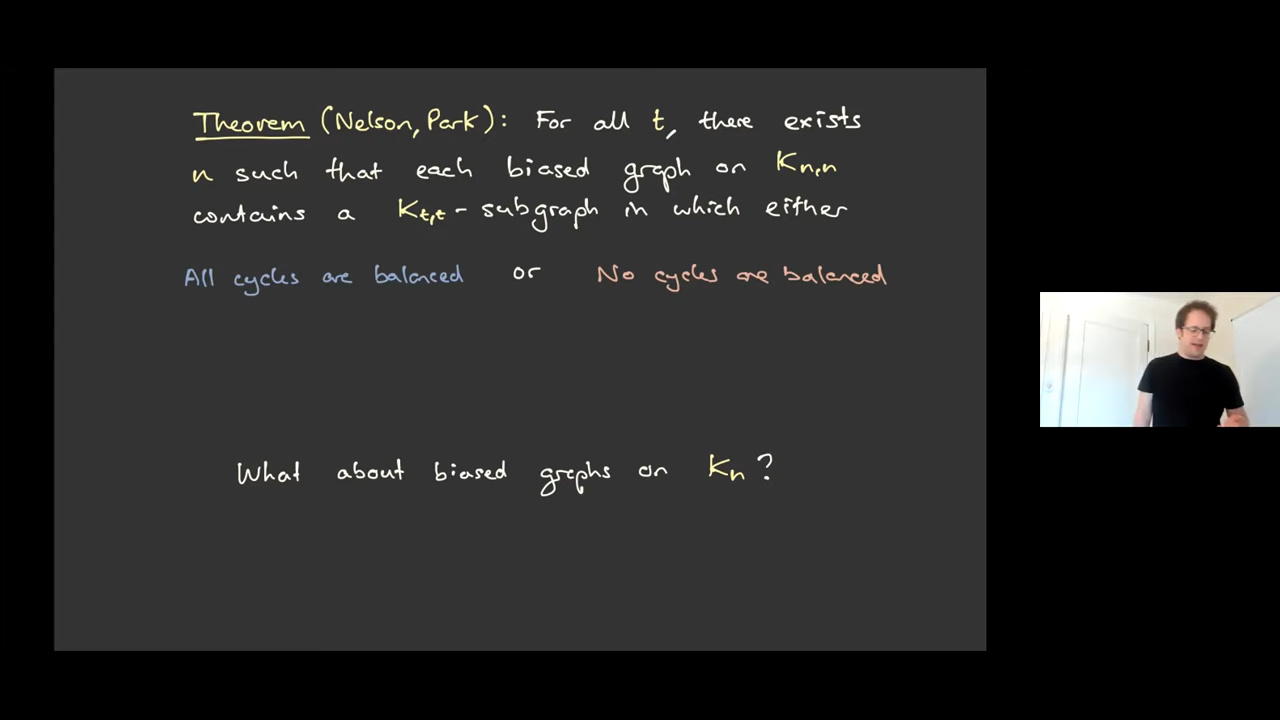 Theorem (Nelson, Park): For all t, there exists
n such that each biased graph on Kn,n
contains a Kt,t - subgraph in which either
All cycles are balanced or No cycles are balanced
What about biased graphs on Kn?